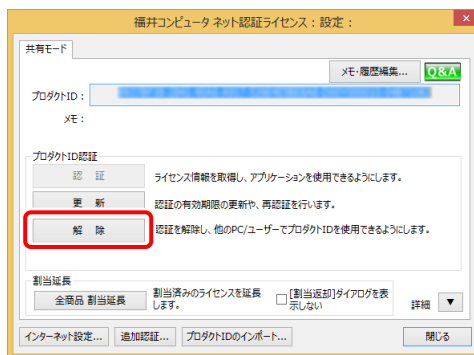 福井コンピュータ ネット認証ライセンス：設定：
共有モード
メモ・履歴編集... Q&A
プロダクトID：
メモ：
プロダクトID認証
認 証 ライセンス情報を取得し、アプリケーションを使用できるようにします。
更 新 認証の有効期限の更新や、再認証を行います。
解 除 認証を解除し、他のPC/ユーザーでプロダクトIDを使用できるようにします。
割当延長
全商品 割当延長 割当済みのライセンスを延長 [割当返却]ダイアログを表
します。 示しない 詳細 ▼
インターネット設定... 追加認証... プロダクトIDのインポート... 閉じる